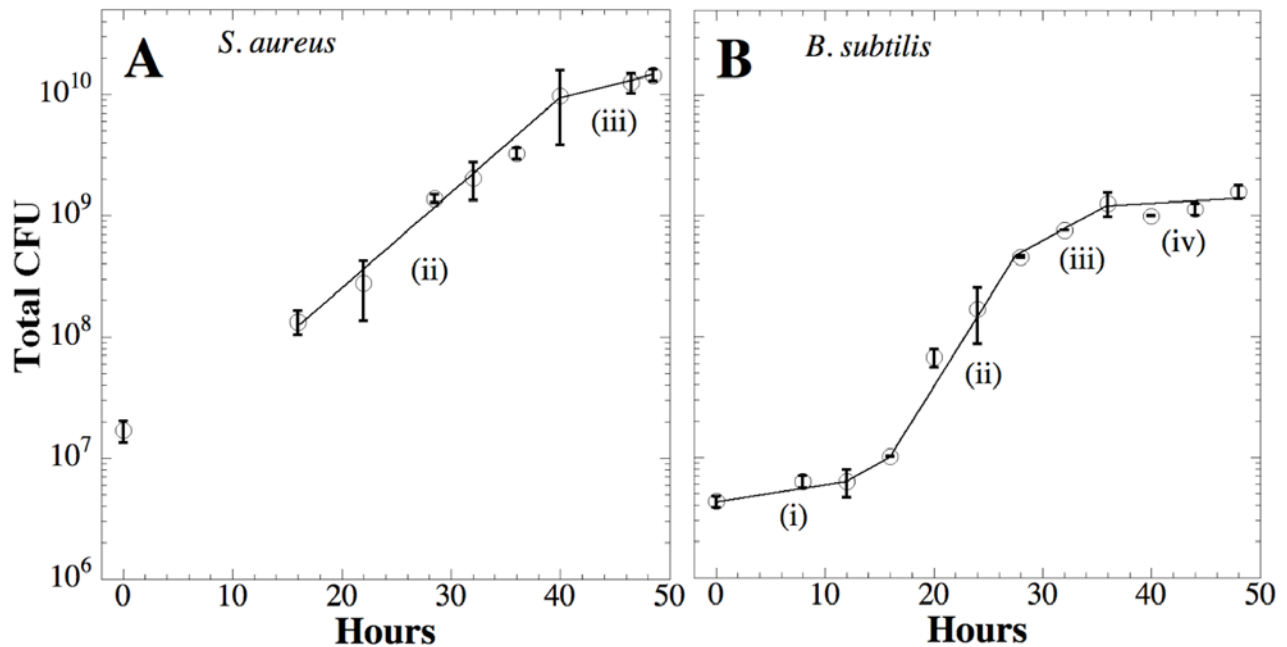 A S. aureus
Total CFU
10^10
10^9
10^8
10^7
10^6
(ii)
(iii)
0 10 20 30 40 50
Hours
B B. subtilis
(i)
(ii)
(iii)
(iv)
0 10 20 30 40 50
Hours